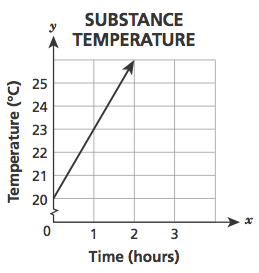 SUBSTANCE
TEMPERATURE
y
Temperature (°C)
25
24
23
22
21
20
0 1 2 3 x
Time (hours)